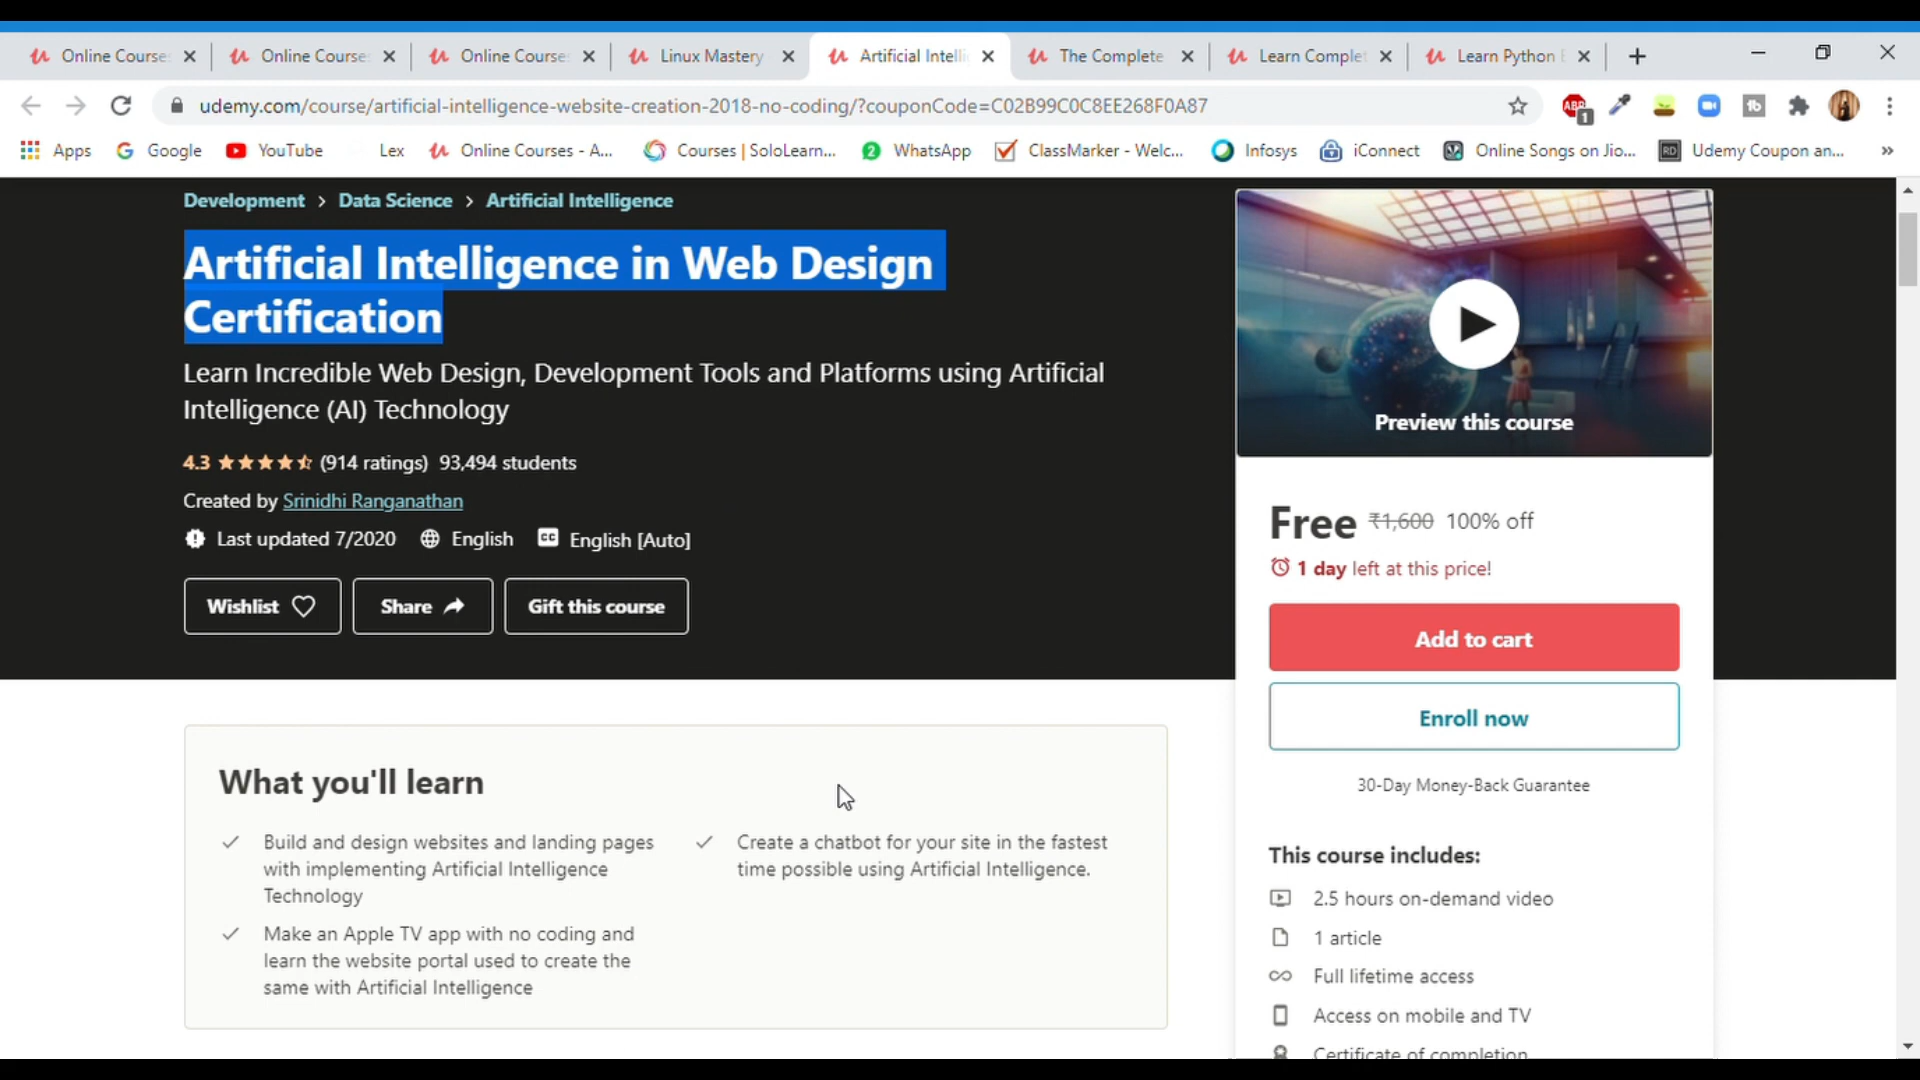 Online Course
Online Course
Online Course
Linux Mastery
Artificial Intelli
The Complete
Learn Complet
Learn Python
udemy.com/course/artificial-intelligence-website-creation-2018-no-coding/?couponCode=C02B99C0C8EE268F0A87
ABP
1
Apps
Google
YouTube
Lex
Online Courses - A...
Courses | SoloLearn...
2
WhatsApp
ClassMarker - Welc...
Infosys
iConnect
Online Songs on Jio...
RD
Udemy Coupon an...
»
Development > Data Science > Artificial Intelligence
Artificial Intelligence in Web Design
Certification
Learn Incredible Web Design, Development Tools and Platforms using Artificial
Intelligence (AI) Technology
4.3 (914 ratings) 93,494 students
Created by Srinidhi Ranganathan
Last updated 7/2020 English CC English [Auto]
Wishlist
Share
Gift this course
Preview this course
Free ₹1,600 100% off
1 day left at this price!
Add to cart
Enroll now
30-Day Money-Back Guarantee
This course includes:
2.5 hours on-demand video
1 article
Full lifetime access
Access on mobile and TV
Certificate of completion
What you'll learn
Build and design websites and landing pages
with implementing Artificial Intelligence
Technology
Make an Apple TV app with no coding and
learn the website portal used to create the
same with Artificial Intelligence
Create a chatbot for your site in the fastest
time possible using Artificial Intelligence.